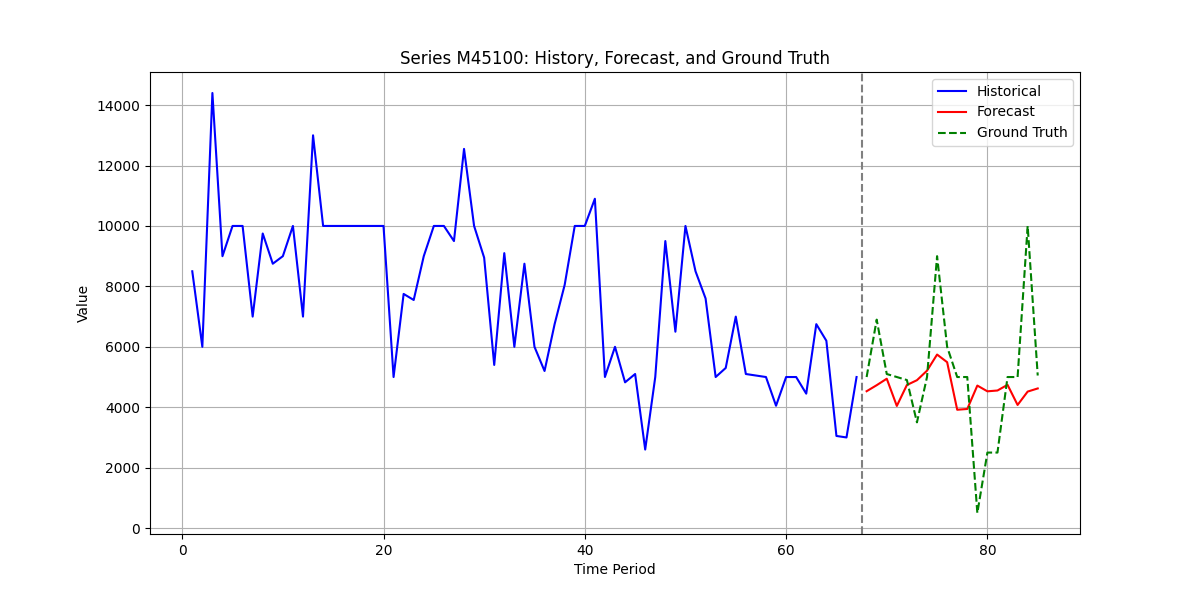 Series M45100: History, Forecast, and Ground Truth
Historical
Forecast
Ground Truth
14000
12000
10000
8000
6000
4000
2000
0
Value
0 20 40 60 80
Time Period